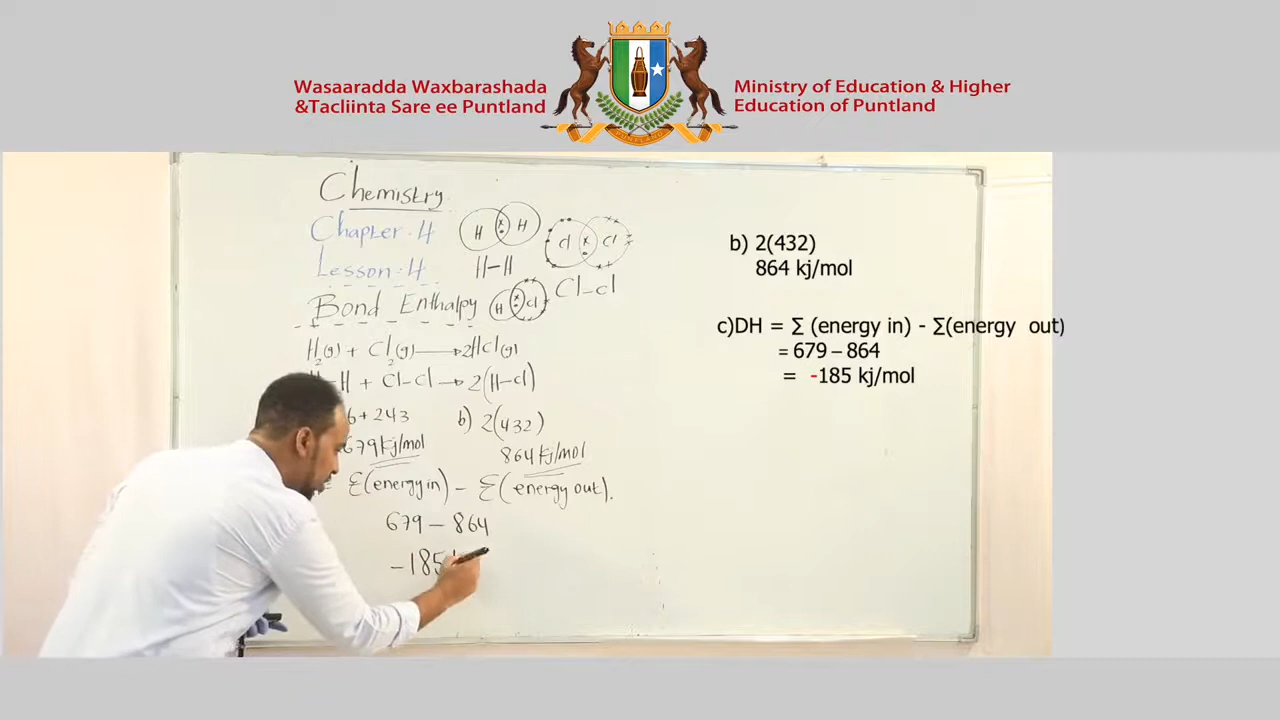 Wasaaradda Waxbarashada
&Tacliinta Sare ee Puntland
Ministry of Education & Higher
Education of Puntland
PUNTLAND
Chemistry
Chapter.4
Lesson:4
Bond Enthalpy
H H
H-H
Cl Cl
Cl-Cl
H Cl
H2(g) + Cl2(g) → 2HCl(g)
H + Cl-Cl → 2(H-Cl)
6+243
679kj/mol
b) 2(432)
864kj/mol
= Σ(energy in) - Σ(energy out).
679 - 864
-185
b) 2(432)
864 kj/mol
c)DH = Σ (energy in) - Σ(energy out)
= 679 – 864
= -185 kj/mol